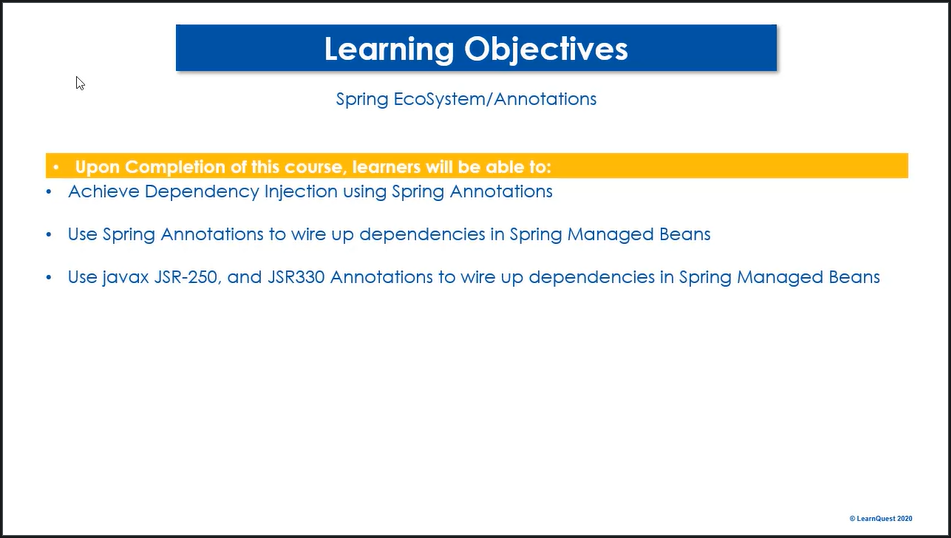 Learning Objectives
Spring EcoSystem/Annotations
• Upon Completion of this course, learners will be able to:
• Achieve Dependency Injection using Spring Annotations
• Use Spring Annotations to wire up dependencies in Spring Managed Beans
• Use javax JSR-250, and JSR330 Annotations to wire up dependencies in Spring Managed Beans
© LearnQuest 2020